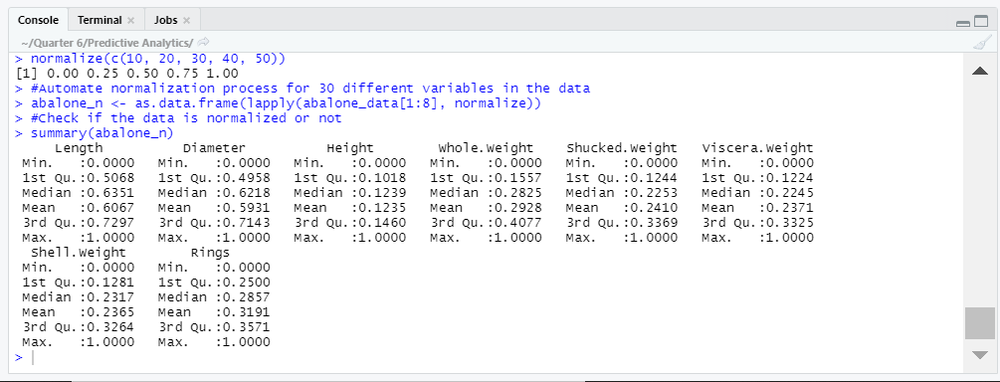 Console Terminal × Jobs ×
~/Quarter 6/Predictive Analytics/
> normalize(c(10, 20, 30, 40, 50))
[1] 0.00 0.25 0.50 0.75 1.00
> #Automate normalization process for 30 different variables in the data
> abalone_n <- as.data.frame(lapply(abalone_data[1:8], normalize))
> #Check if the data is normalized or not
> summary(abalone_n)
Length Diameter Height Whole.Weight Shucked.Weight Viscera.Weight
Min. :0.0000 Min. :0.0000 Min. :0.0000 Min. :0.0000 Min. :0.0000 Min. :0.0000
1st Qu.:0.5068 1st Qu.:0.4958 1st Qu.:0.1018 1st Qu.:0.1557 1st Qu.:0.1244 1st Qu.:0.1224
Median :0.6351 Median :0.6218 Median :0.1239 Median :0.2825 Median :0.2253 Median :0.2245
Mean :0.6067 Mean :0.5931 Mean :0.1235 Mean :0.2928 Mean :0.2410 Mean :0.2371
3rd Qu.:0.7297 3rd Qu.:0.7143 3rd Qu.:0.1460 3rd Qu.:0.4077 3rd Qu.:0.3369 3rd Qu.:0.3325
Max. :1.0000 Max. :1.0000 Max. :1.0000 Max. :1.0000 Max. :1.0000 Max. :1.0000
Shell.Weight Rings
Min. :0.0000 Min. :0.0000
1st Qu.:0.1281 1st Qu.:0.2500
Median :0.2317 Median :0.2857
Mean :0.2365 Mean :0.3191
3rd Qu.:0.3264 3rd Qu.:0.3571
Max. :1.0000 Max. :1.0000
>